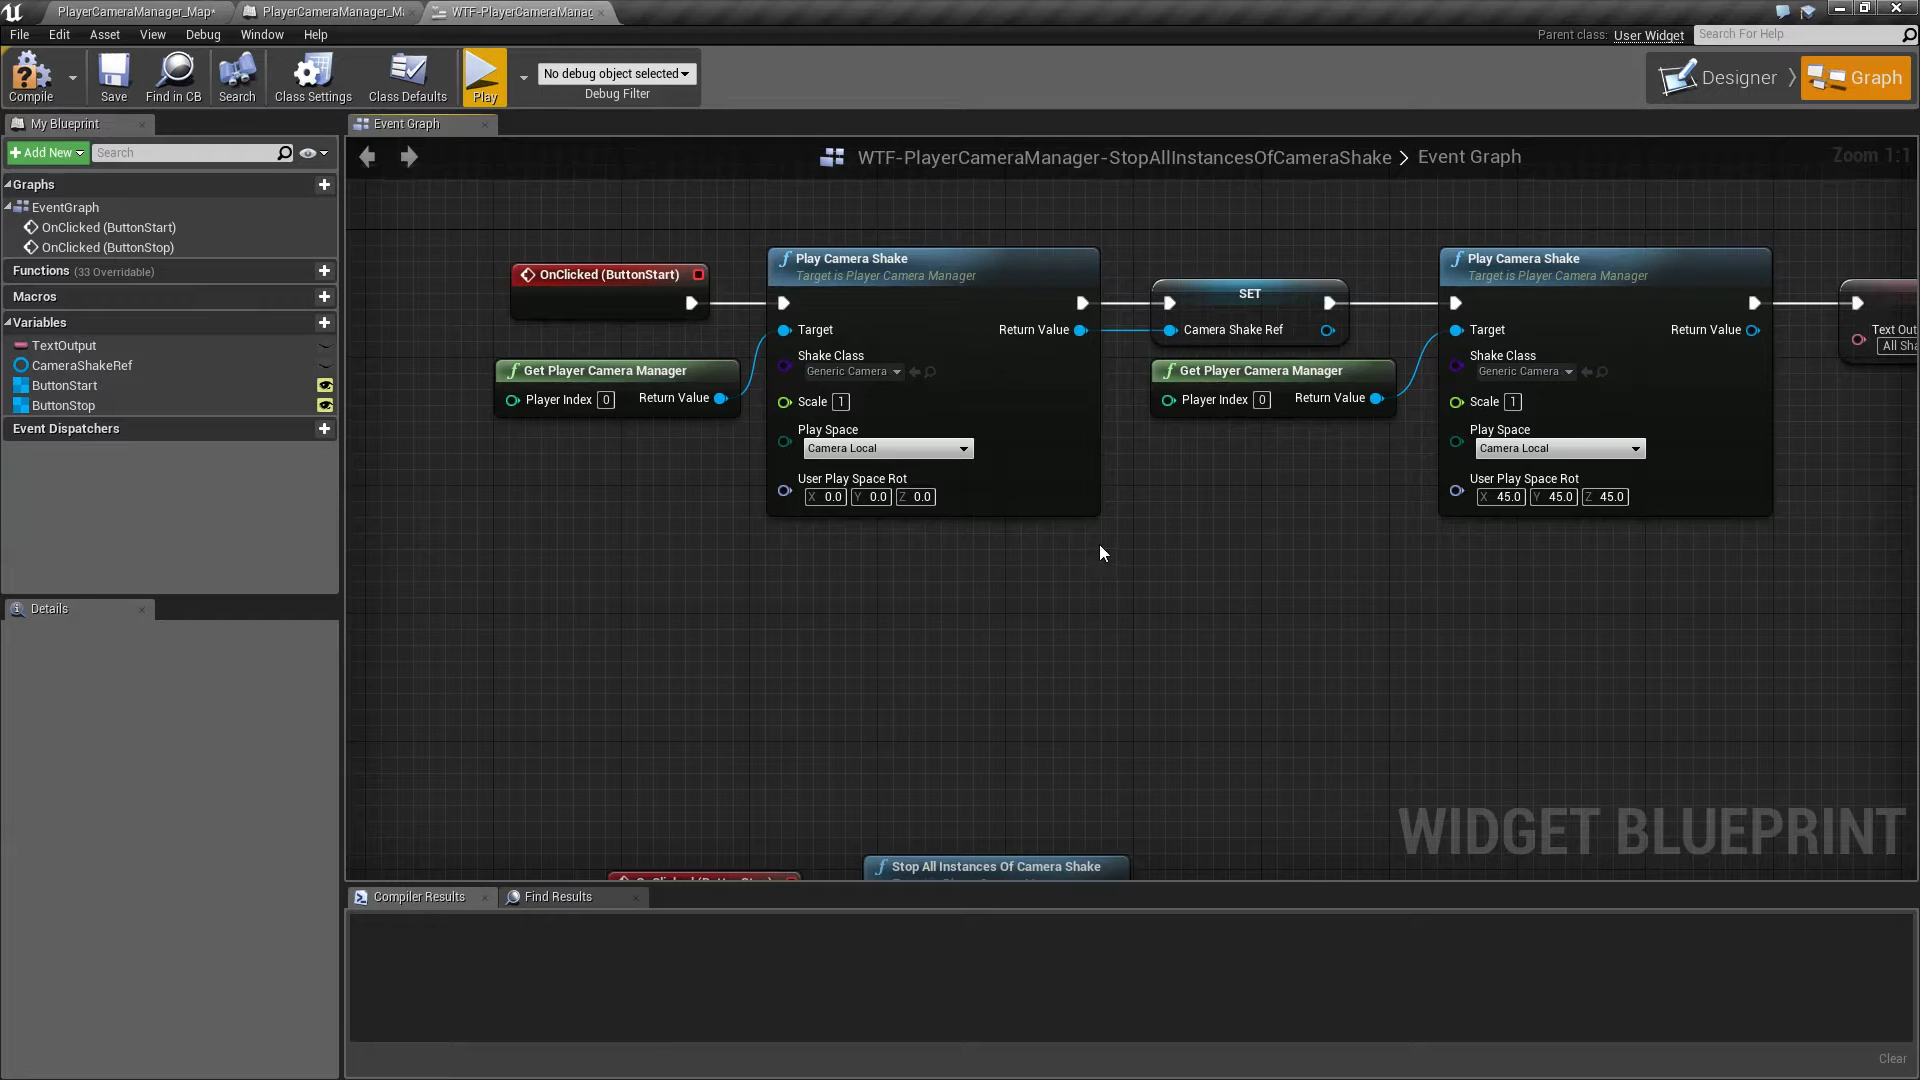 PlayerCameraManager_Map*
PlayerCameraManager_M
WTF-PlayerCameraManag
File Edit Asset View Debug Window Help
Parent class: User Widget
Search For Help
Compile
Save
Find in CB
Search
Class Settings
Class Defaults
Play
No debug object selected
Debug Filter
Designer
Graph
My Blueprint
Add New
Search
Graphs
EventGraph
OnClicked (ButtonStart)
OnClicked (ButtonStop)
Functions (33 Overridable)
Macros
Variables
TextOutput
CameraShakeRef
ButtonStart
ButtonStop
Event Dispatchers
Details
Event Graph
WTF-PlayerCameraManager-StopAllInstancesOfCameraShake > Event Graph
Zoom 1:1
OnClicked (ButtonStart)
Get Player Camera Manager
Player Index 0 Return Value
Play Camera Shake
Target is Player Camera Manager
Target Return Value
Shake Class
Generic Camera
Scale 1
Play Space
Camera Local
User Play Space Rot
X 0.0 Y 0.0 Z 0.0
SET
Camera Shake Ref
Get Player Camera Manager
Player Index 0 Return Value
Play Camera Shake
Target is Player Camera Manager
Target Return Value
Shake Class
Generic Camera
Scale 1
Play Space
Camera Local
User Play Space Rot
X 45.0 Y 45.0 Z 45.0
Text Out
All Sha
Stop All Instances Of Camera Shake
WIDGET BLUEPRINT
Compiler Results
Find Results
Clear